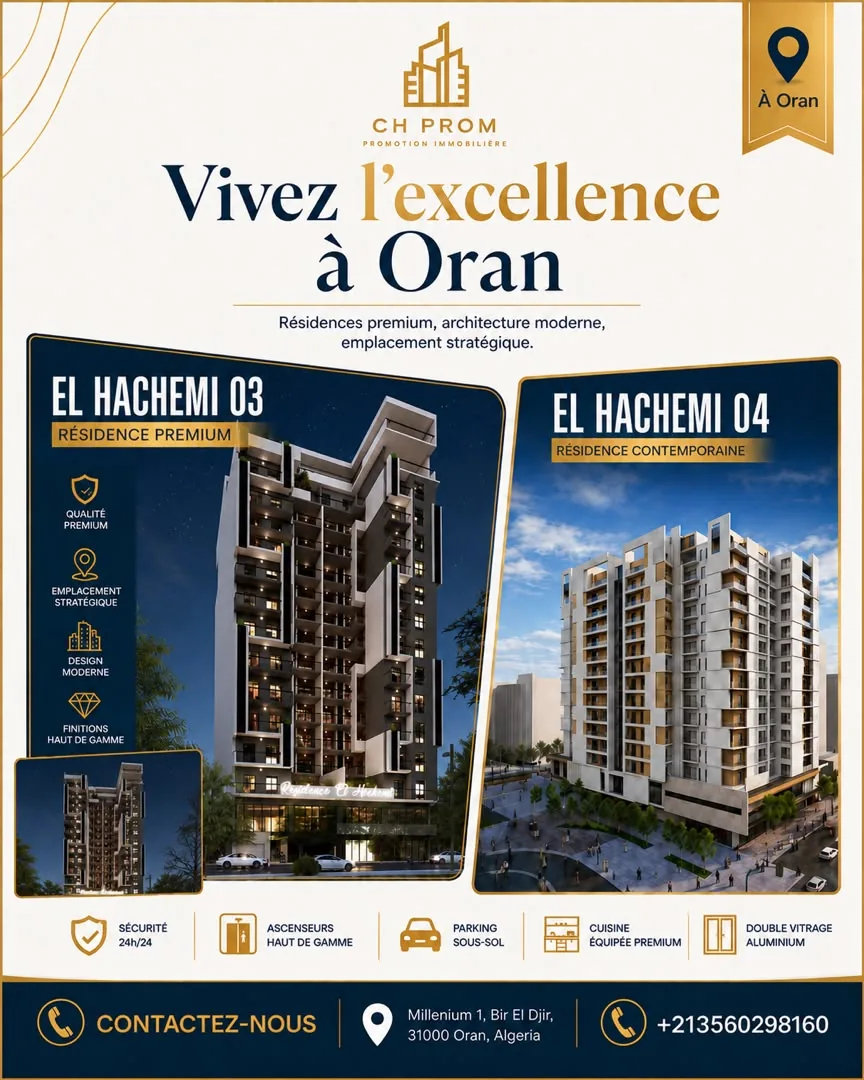 CH PROM
PROMOTION IMMOBILIÈRE
À Oran
Vivez l'excellence
à Oran
Résidences premium, architecture moderne,
emplacement stratégique.
EL HACHEMI 03
RÉSIDENCE PREMIUM
QUALITÉ
PREMIUM
EMPLACEMENT
STRATÉGIQUE
DESIGN
MODERNE
FINITIONS
HAUT DE GAMME
Residence El Hachemi
EL HACHEMI 04
RÉSIDENCE CONTEMPORAINE
SÉCURITÉ
24h/24
ASCENSEURS
HAUT DE GAMME
PARKING
SOUS-SOL
CUISINE
ÉQUIPÉE PREMIUM
DOUBLE VITRAGE
ALUMINIUM
CONTACTEZ-NOUS
Millenium 1, Bir El Djir,
31000 Oran, Algeria
+213560298160